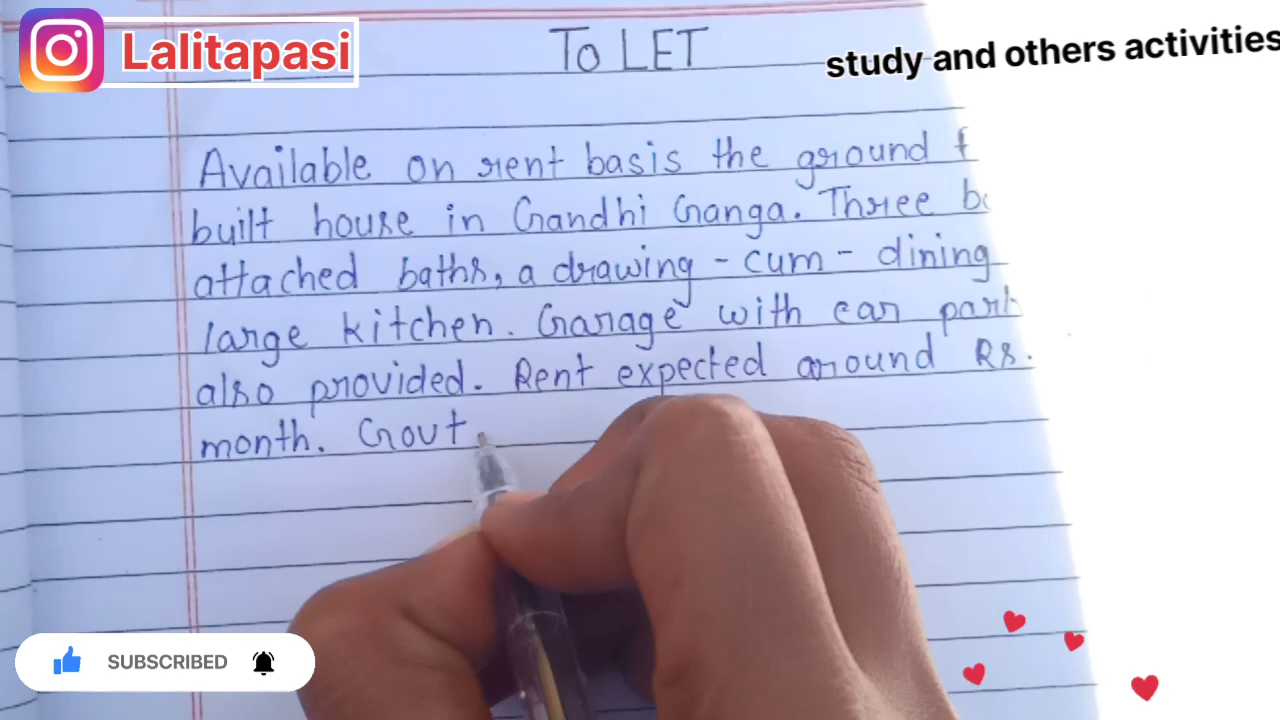 Lalitapasi
study and others activities
To LET
Available on rent basis the ground
built house in Gandhi Ganga. Three
attached baths, a drawing - cum - dining
large kitchen. Garage with car
also provided. Rent expected around Rs.
month. Govt
SUBSCRIBED